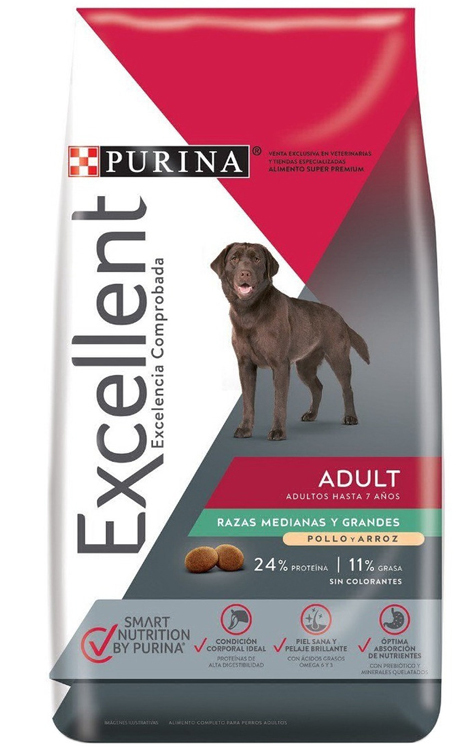 PURINA®
VENTA EXCLUSIVA EN VETERINARIAS
Y TIENDAS ESPECIALIZADAS
ALIMENTO SUPER PREMIUM
Excellent
Excelencia Comprobada
ADULT
ADULTOS HASTA 7 AÑOS
RAZAS MEDIANAS Y GRANDES
POLLO Y ARROZ
24% PROTEÍNA | 11% GRASA
SIN COLORANTES
SMART
NUTRITION
BY PURINA®
CONDICIÓN
CORPORAL IDEAL
PROTEÍNAS DE
ALTA DIGESTIBILIDAD
PIEL SANA Y
PELAJE BRILLANTE
CON ÁCIDOS GRASOS
OMEGA 6 Y 3
ÓPTIMA
ABSORCIÓN
DE NUTRIENTES
CON PREBIÓTICO Y
MINERALES QUELATADOS
IMÁGENES ILUSTRATIVAS
ALIMENTO COMPLETO PARA PERROS ADULTOS.